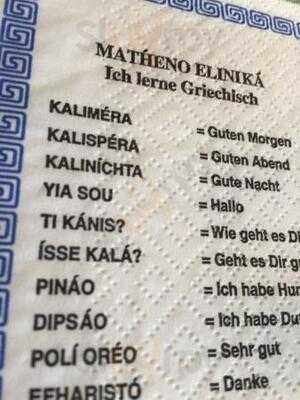 MATHÉNO ELINIKÁ
Ich lerne Griechisch
KALIMÉRA = Guten Morgen
KALISPÉRA = Guten Abend
KALINÍCHTA = Gute Nacht
YIA SOU = Hallo
TI KÁNIS? = Wie geht es
ÍSSE KALÁ? = Geht es Dir
PINÁO = Ich habe
DIPSÁO = Ich habe
POLÍ ORÉO = Sehr gut
EFHARISTÓ = Danke